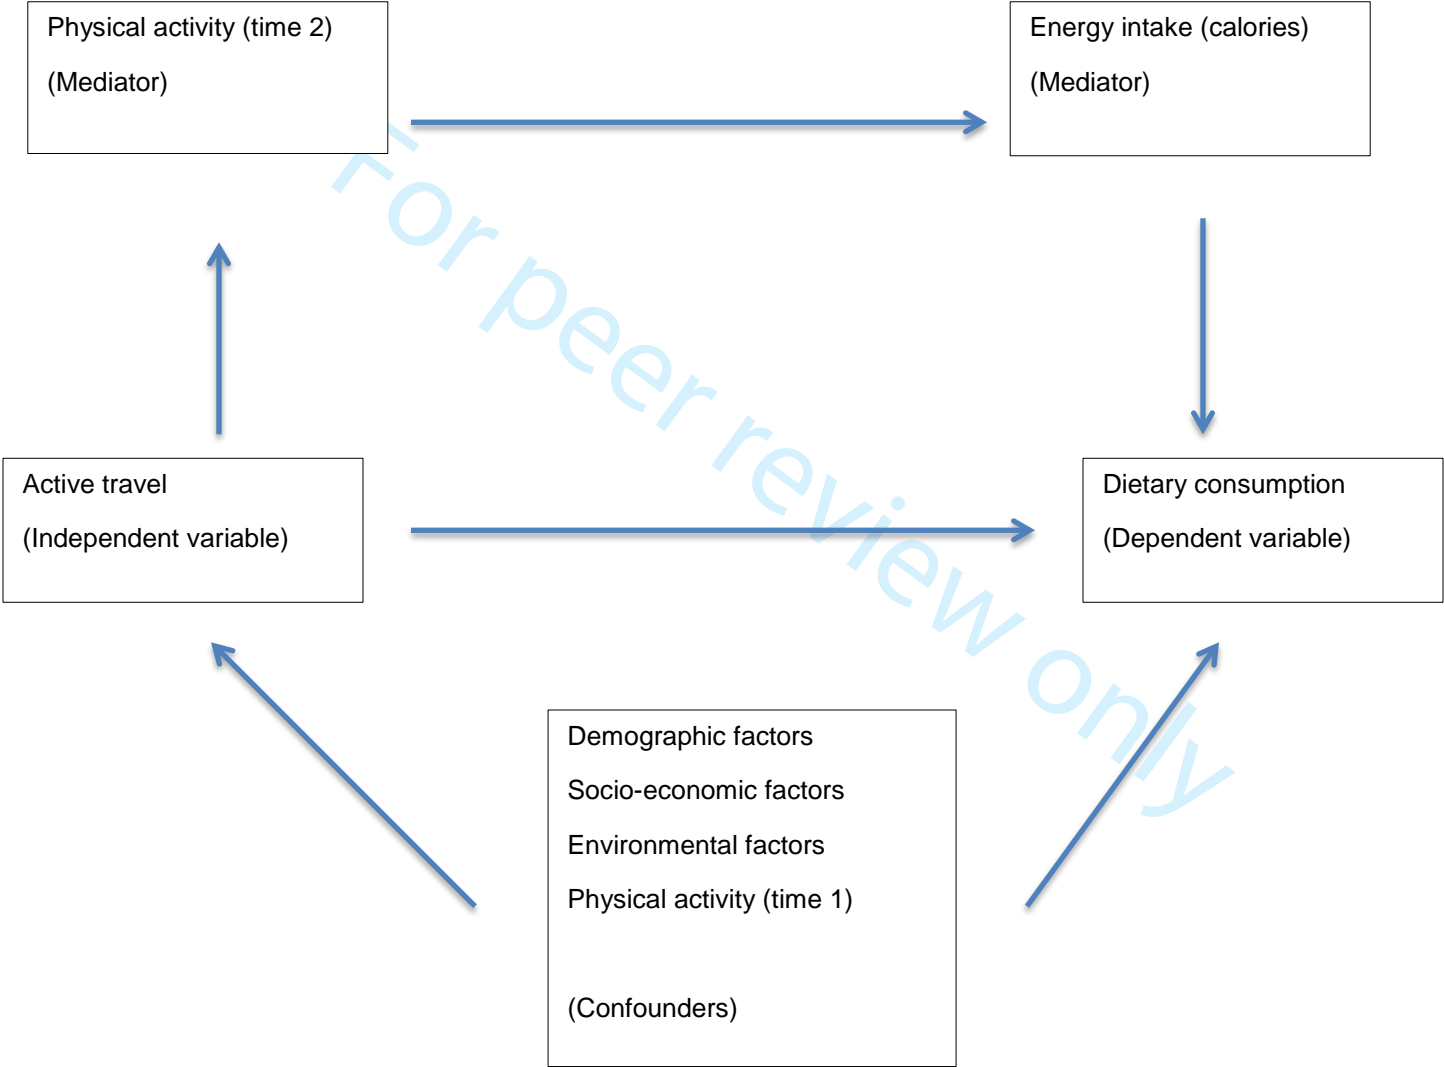 Physical activity (time 2)
(Mediator)
Energy intake (calories)
(Mediator)
For peer review only
Active travel
(Independent variable)
Dietary consumption
(Dependent variable)
Demographic factors
Socio-economic factors
Environmental factors
Physical activity (time 1)
(Confounders)